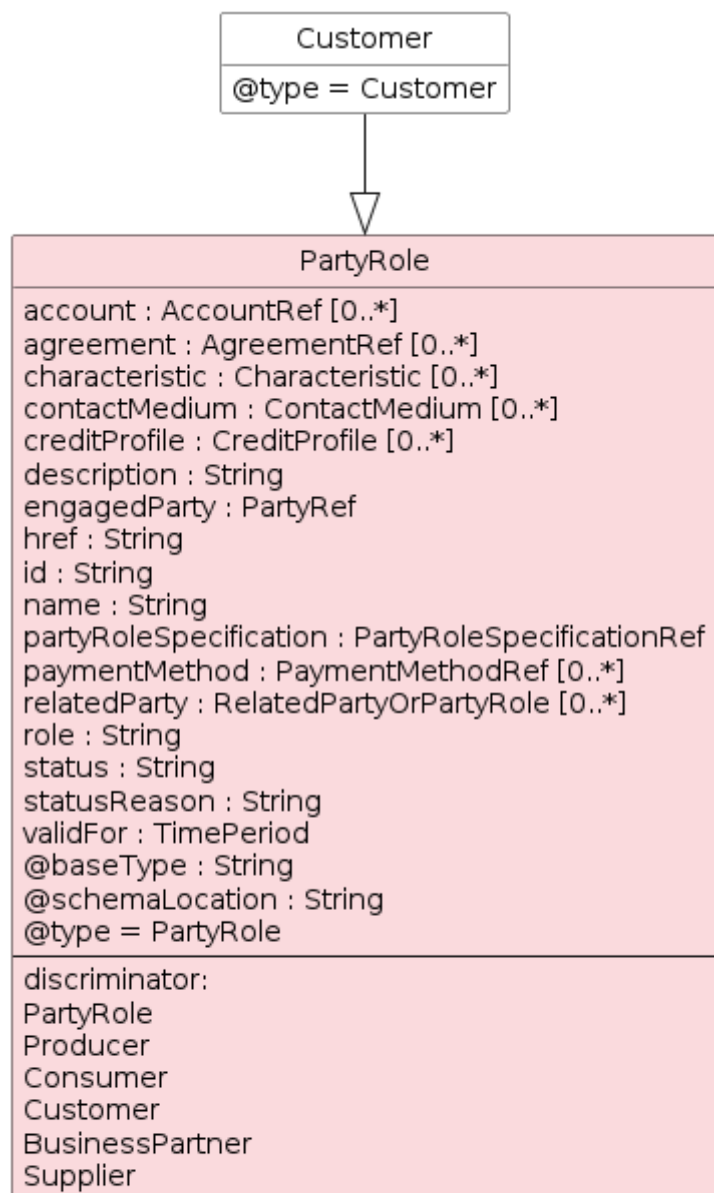 Customer
@type = Customer
PartyRole
account : AccountRef [0..*]
agreement : AgreementRef [0..*]
characteristic : Characteristic [0..*]
contactMedium : ContactMedium [0..*]
creditProfile : CreditProfile [0..*]
description : String
engagedParty : PartyRef
href : String
id : String
name : String
partyRoleSpecification : PartyRoleSpecificationRef
paymentMethod : PaymentMethodRef [0..*]
relatedParty : RelatedPartyOrPartyRole [0..*]
role : String
status : String
statusReason : String
validFor : TimePeriod
@baseType : String
@schemaLocation : String
@type = PartyRole
discriminator:
PartyRole
Producer
Consumer
Customer
BusinessPartner
Supplier